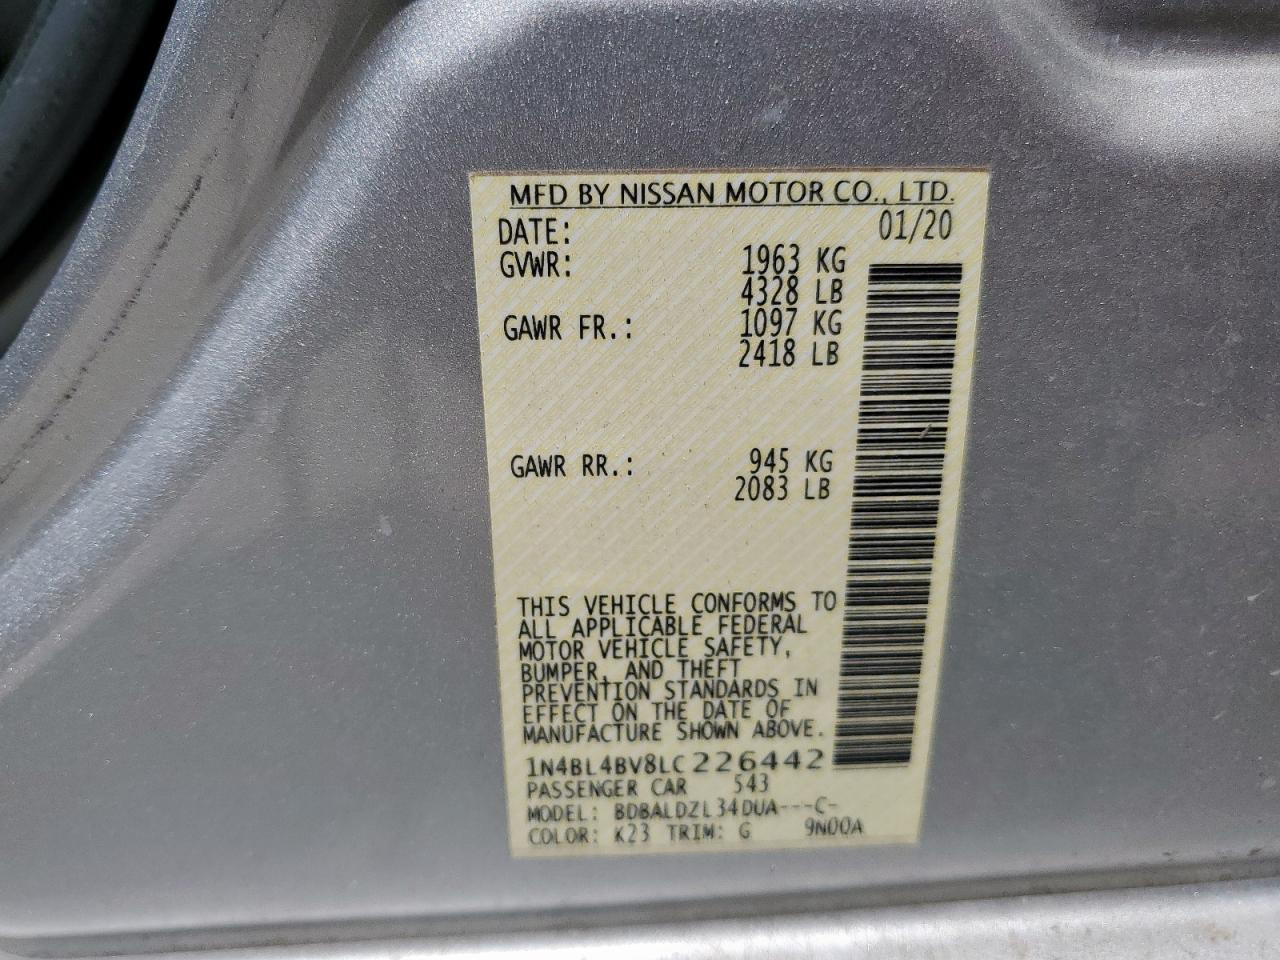 MFD BY NISSAN MOTOR CO., LTD.
DATE: 01/20
GVWR: 1963 KG
4328 LB
GAWR FR.: 1097 KG
2418 LB
GAWR RR.: 945 KG
2083 LB
THIS VEHICLE CONFORMS TO
ALL APPLICABLE FEDERAL
MOTOR VEHICLE SAFETY,
BUMPER, AND THEFT
PREVENTION STANDARDS IN
EFFECT ON THE DATE OF
MANUFACTURE SHOWN ABOVE.
1N4BL4BV8LC226442
PASSENGER CAR 543
MODEL: BDBALDZL34DUA---C-
COLOR: K23 TRIM: G 9N00A